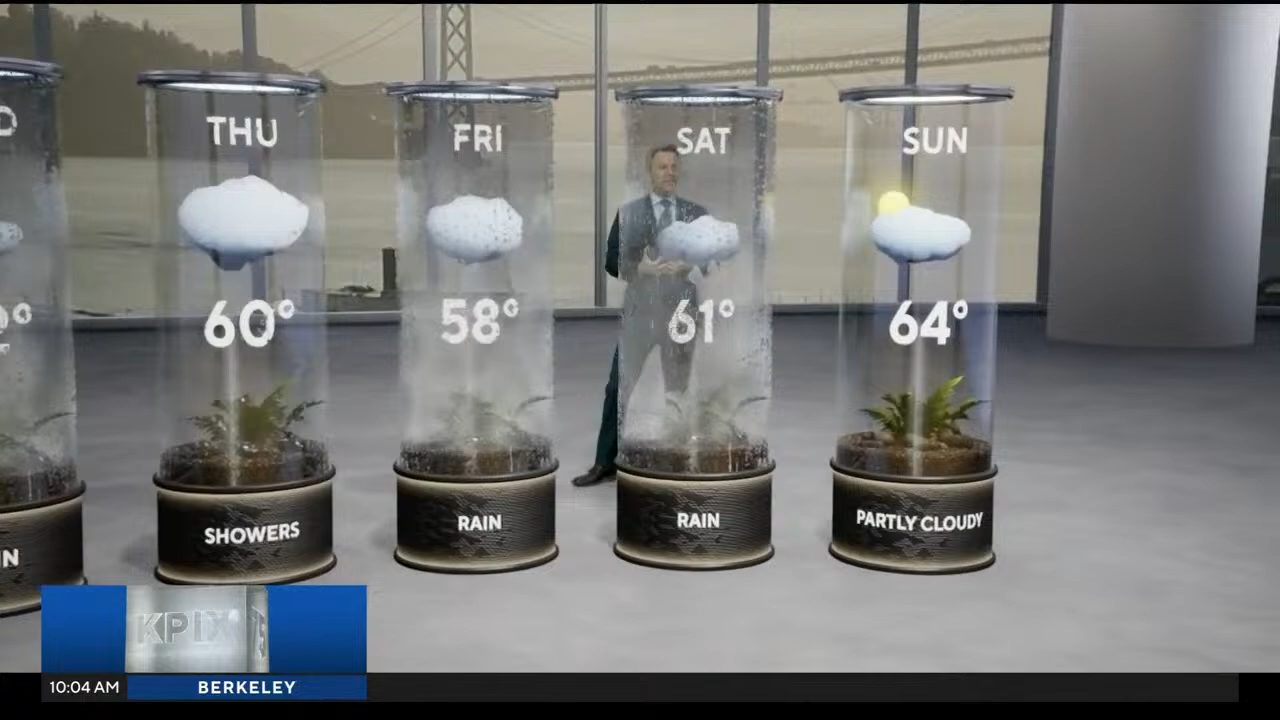 THU
60°
SHOWERS
FRI
58°
RAIN
SAT
61°
RAIN
SUN
64°
PARTLY CLOUDY
KPIX
10:04 AM
BERKELEY